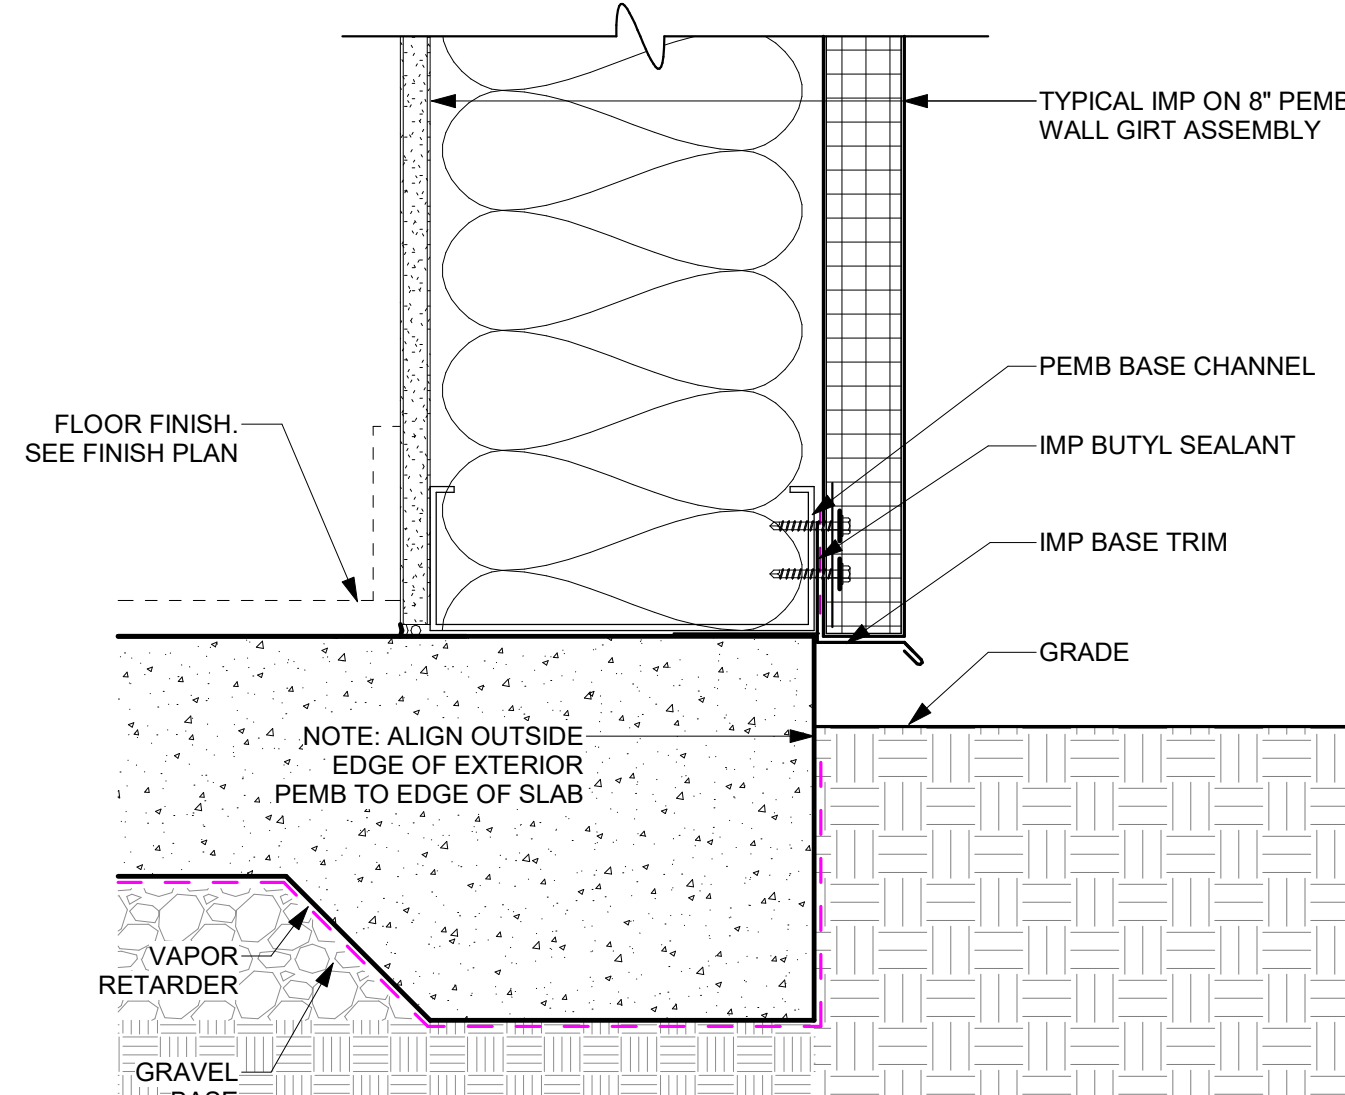 TYPICAL IMP ON 8" PEMB
WALL GIRT ASSEMBLY
PEMB BASE CHANNEL
FLOOR FINISH.
SEE FINISH PLAN
IMP BUTYL SEALANT
IMP BASE TRIM
GRADE
NOTE: ALIGN OUTSIDE
EDGE OF EXTERIOR
PEMB TO EDGE OF SLAB
VAPOR
RETARDER
GRAVEL
BASE